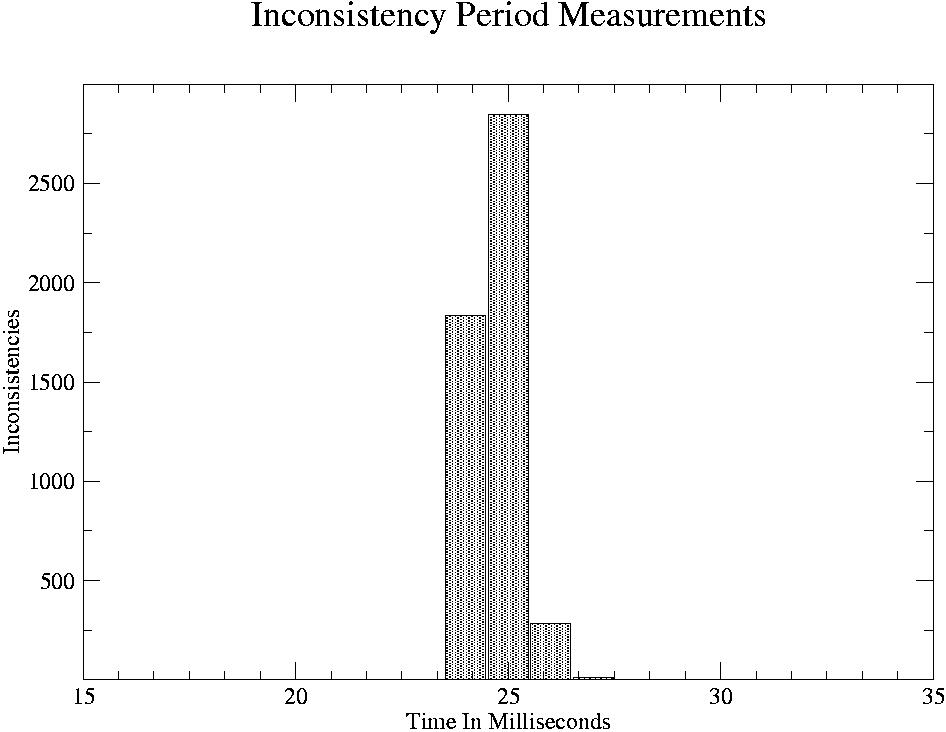 Inconsistency Period Measurements
2500
2000
1500
1000
500
Inconsistencies
15 20 25 30 35
Time In Milliseconds